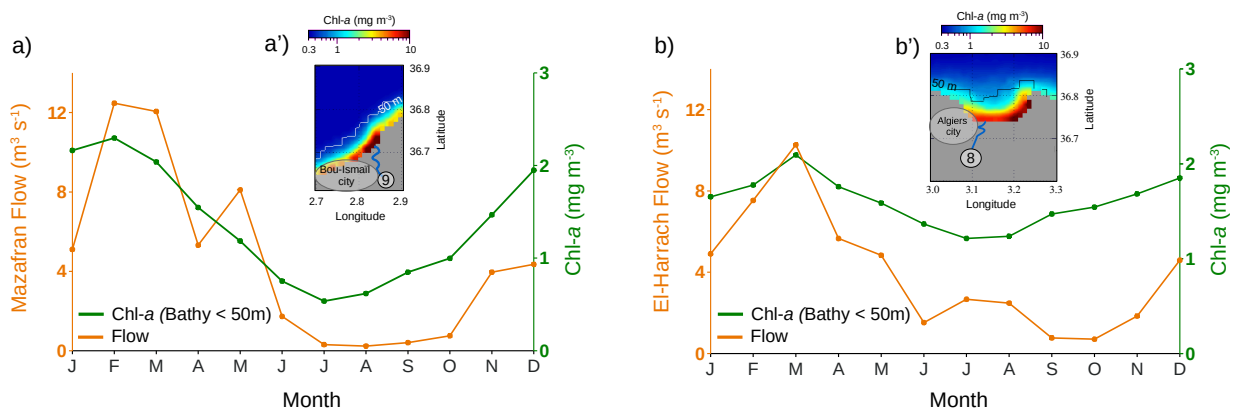 a)
a')
Chl-a (mg m⁻³)
0.3 1 10
50 m
Bou-Ismail
city
9
36.9
36.8
36.7
Latitude
2.7 2.8 2.9
Longitude
Mazafran Flow (m³ s⁻¹)
12
8
4
0
3
2
1
0
Chl-a (mg m⁻³)
Chl-a (Bathy < 50m)
Flow
J F M A M J J A S O N D
Month
b)
b')
Chl-a (mg m⁻³)
0.3 1 10
50 m
Algiers
city
8
36.9
36.8
36.7
Latitude
3.0 3.1 3.2 3.3
Longitude
El-Harrach Flow (m³ s⁻¹)
12
8
4
0
3
2
1
0
Chl-a (mg m⁻³)
Chl-a (Bathy < 50m)
Flow
J F M A M J J A S O N D
Month